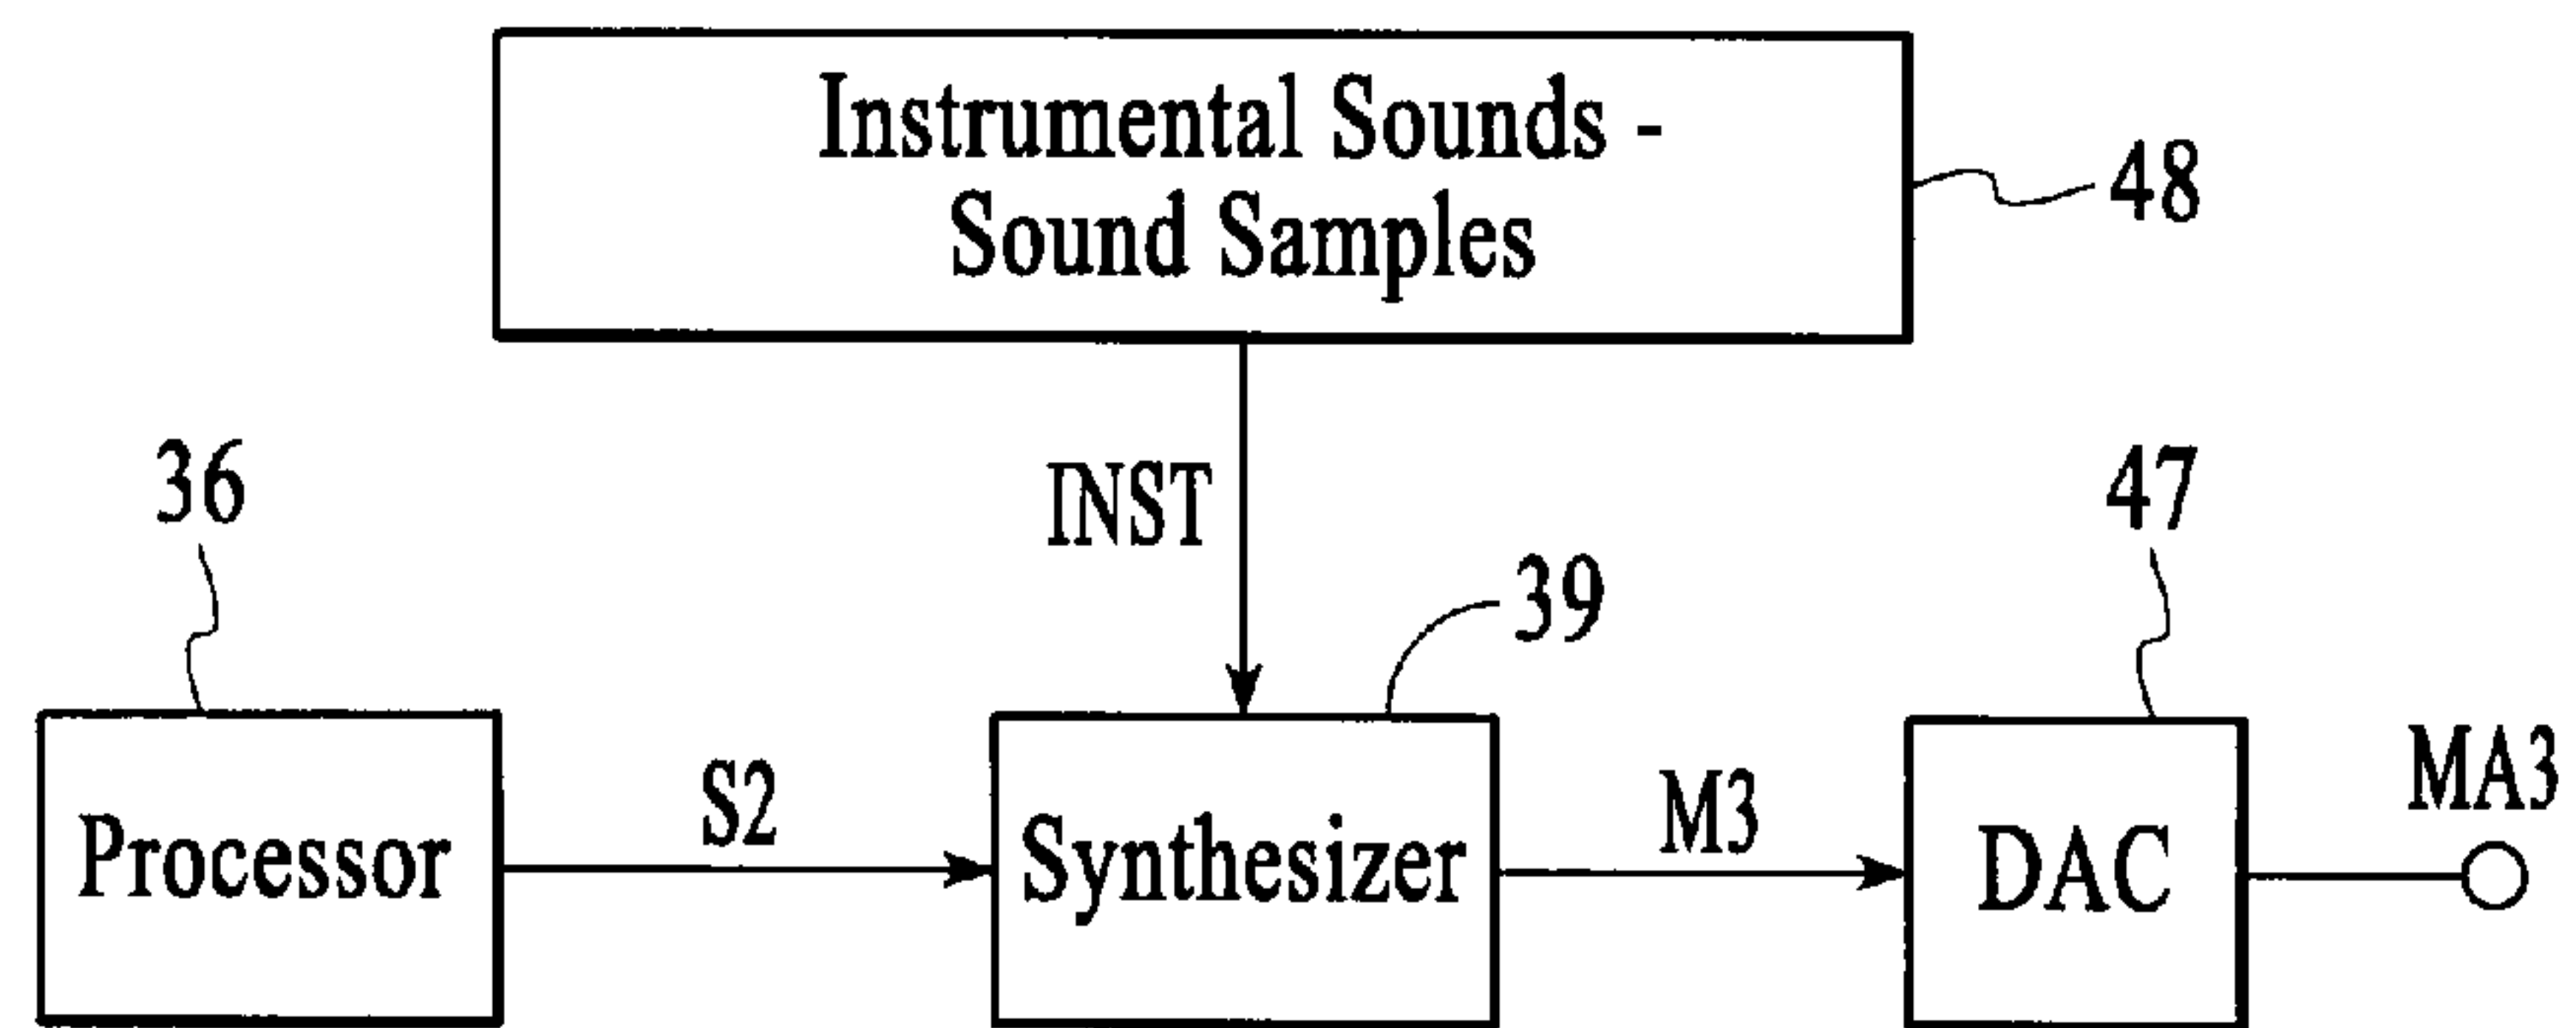 Instrumental Sounds -
Sound Samples
48
36
INST
47
39
S2
M3
MA3
Processor
Synthesizer
DAC